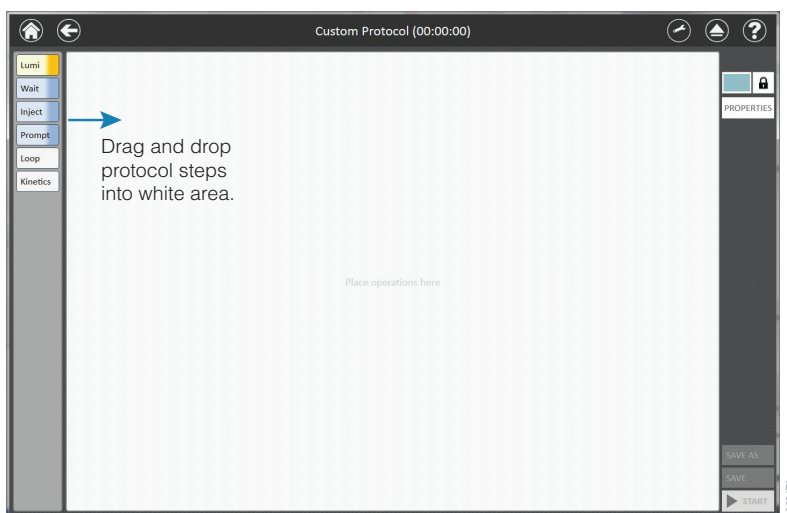 Custom Protocol (00:00:00)
?
Lumi
Wait
Inject
Prompt
Loop
Kinetics
Drag and drop
protocol steps
into white area.
Place operations here
PROPERTIES
SAVE AS
SAVE
START